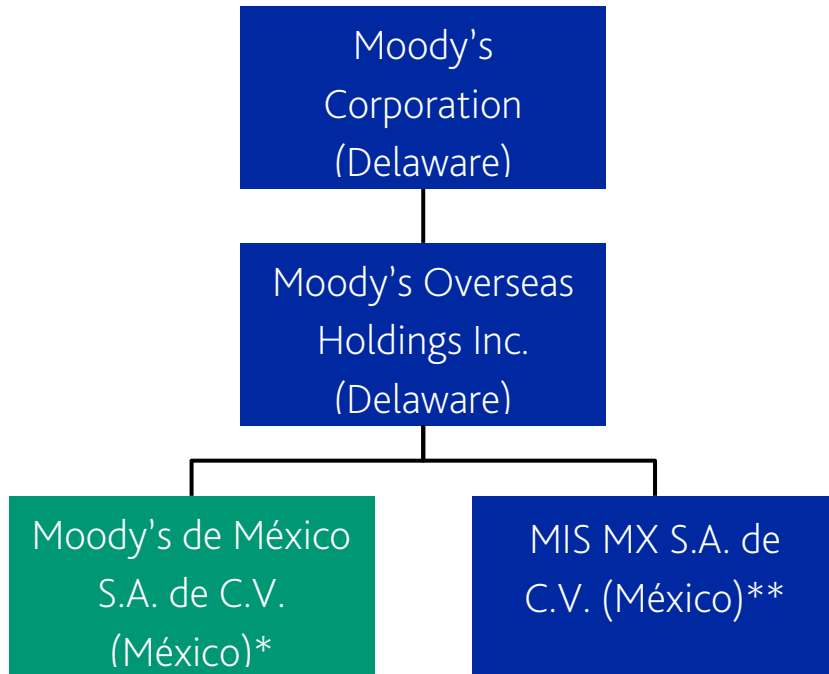 Moody’s
Corporation
(Delaware)
Moody’s Overseas
Holdings Inc.
(Delaware)
Moody’s de México
S.A. de C.V.
(México)*
MIS MX S.A. de
C.V. (México)**